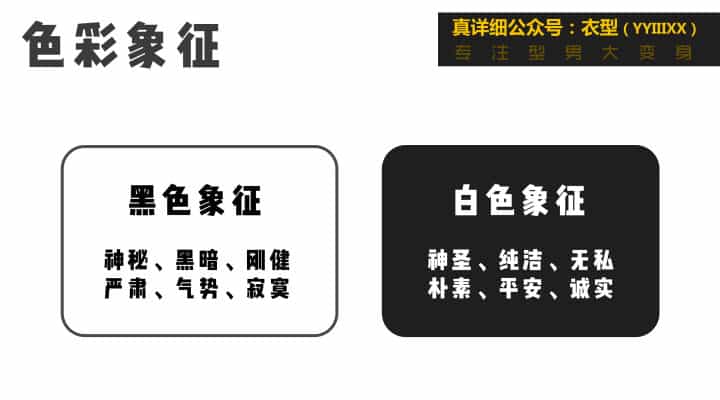 色彩象征
真详细公众号：衣型（YYIIIXX）
专注型男大变身
黑色象征
神秘、黑暗、刚健
严肃、气势、寂寞
白色象征
神圣、纯洁、无私
朴素、平安、诚实